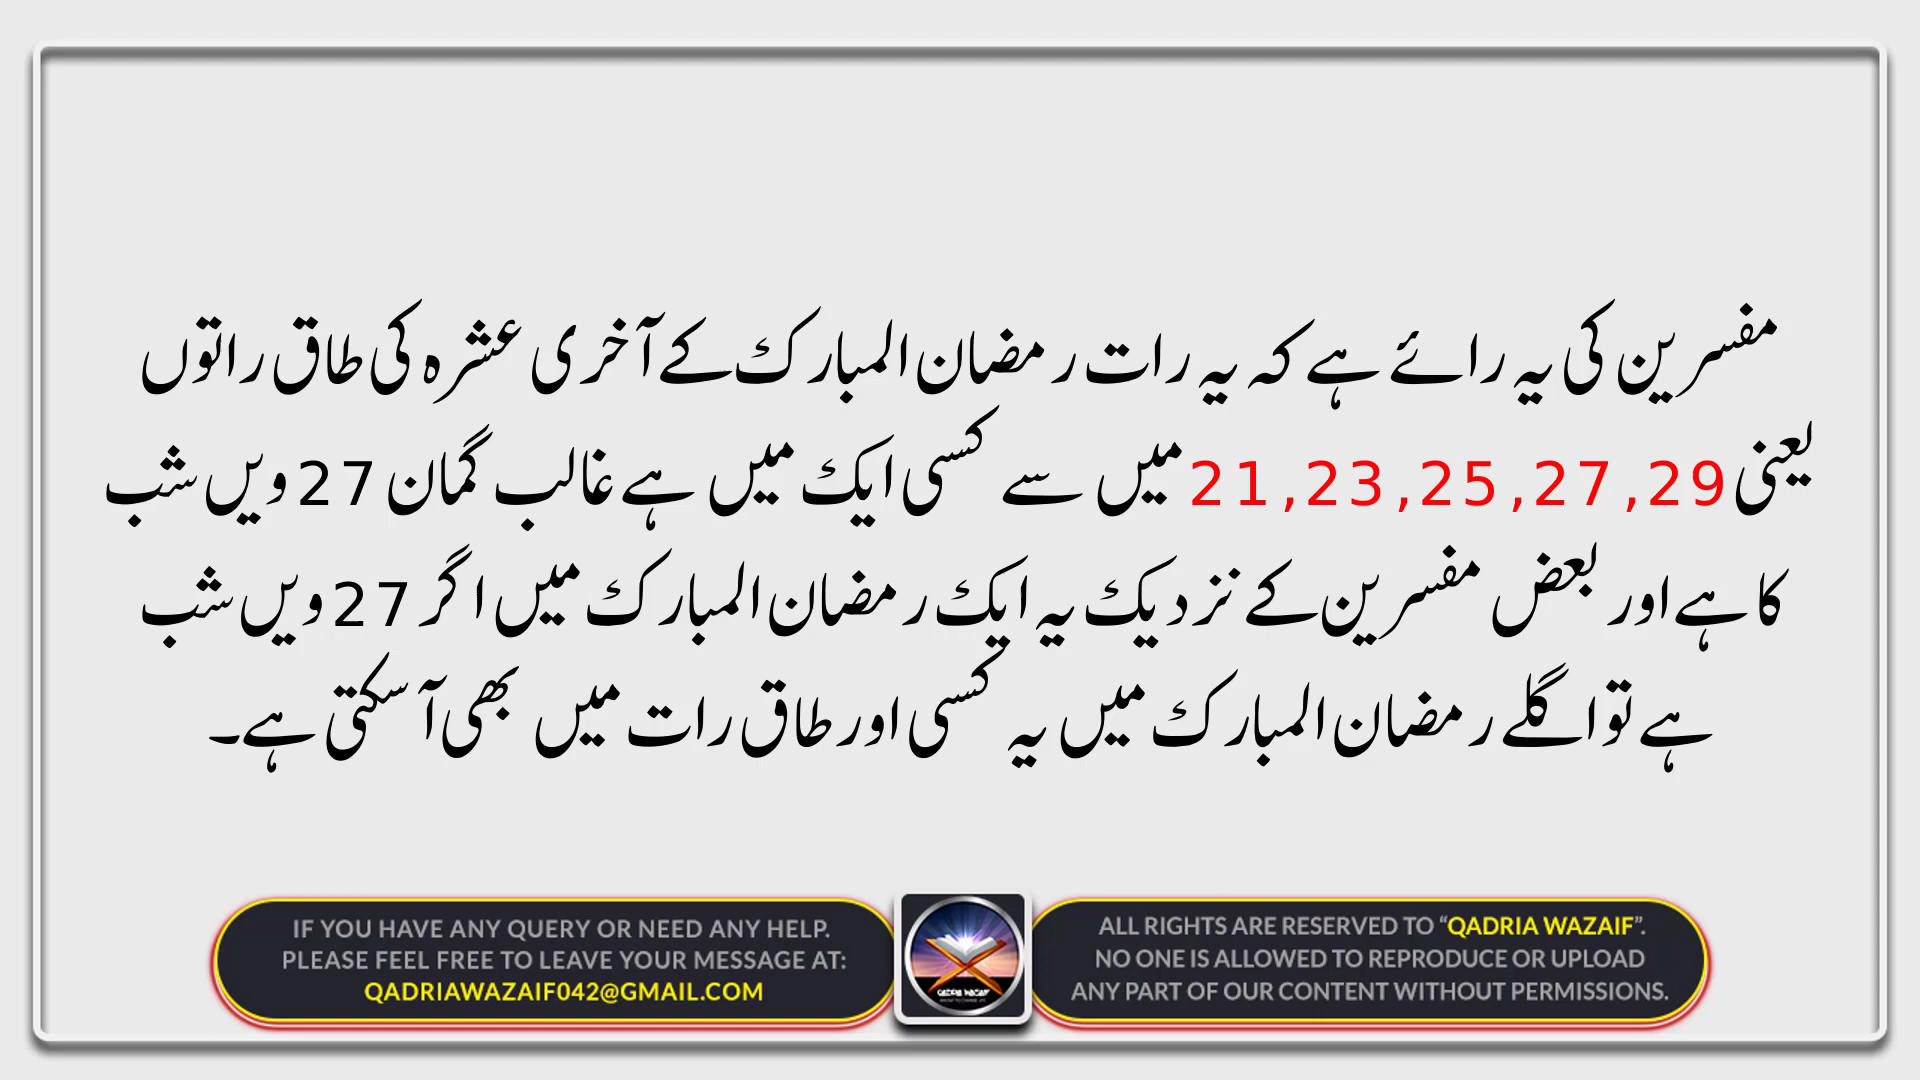 مفسرین کی یہ رائے ہے کہ یہ رات رمضان المبارک کے آخری عشرہ کی طاق راتوں
یعنی 21,23,25,27,29 میں سے کسی ایک میں ہے غالب گمان 27 ویں شب
کا ہے اور بعض مفسرین کے نزدیک یہ ایک رمضان المبارک میں اگر 27 ویں شب
ہے تو اگلے رمضان المبارک میں یہ کسی اور طاق رات میں بھی آ سکتی ہے۔
IF YOU HAVE ANY QUERY OR NEED ANY HELP.
PLEASE FEEL FREE TO LEAVE YOUR MESSAGE AT:
QADRIAWAZAIF042@GMAIL.COM
QADRIA WAZAIF
ALL RIGHTS ARE RESERVED TO “QADRIA WAZAIF”.
NO ONE IS ALLOWED TO REPRODUCE OR UPLOAD
ANY PART OF OUR CONTENT WITHOUT PERMISSIONS.